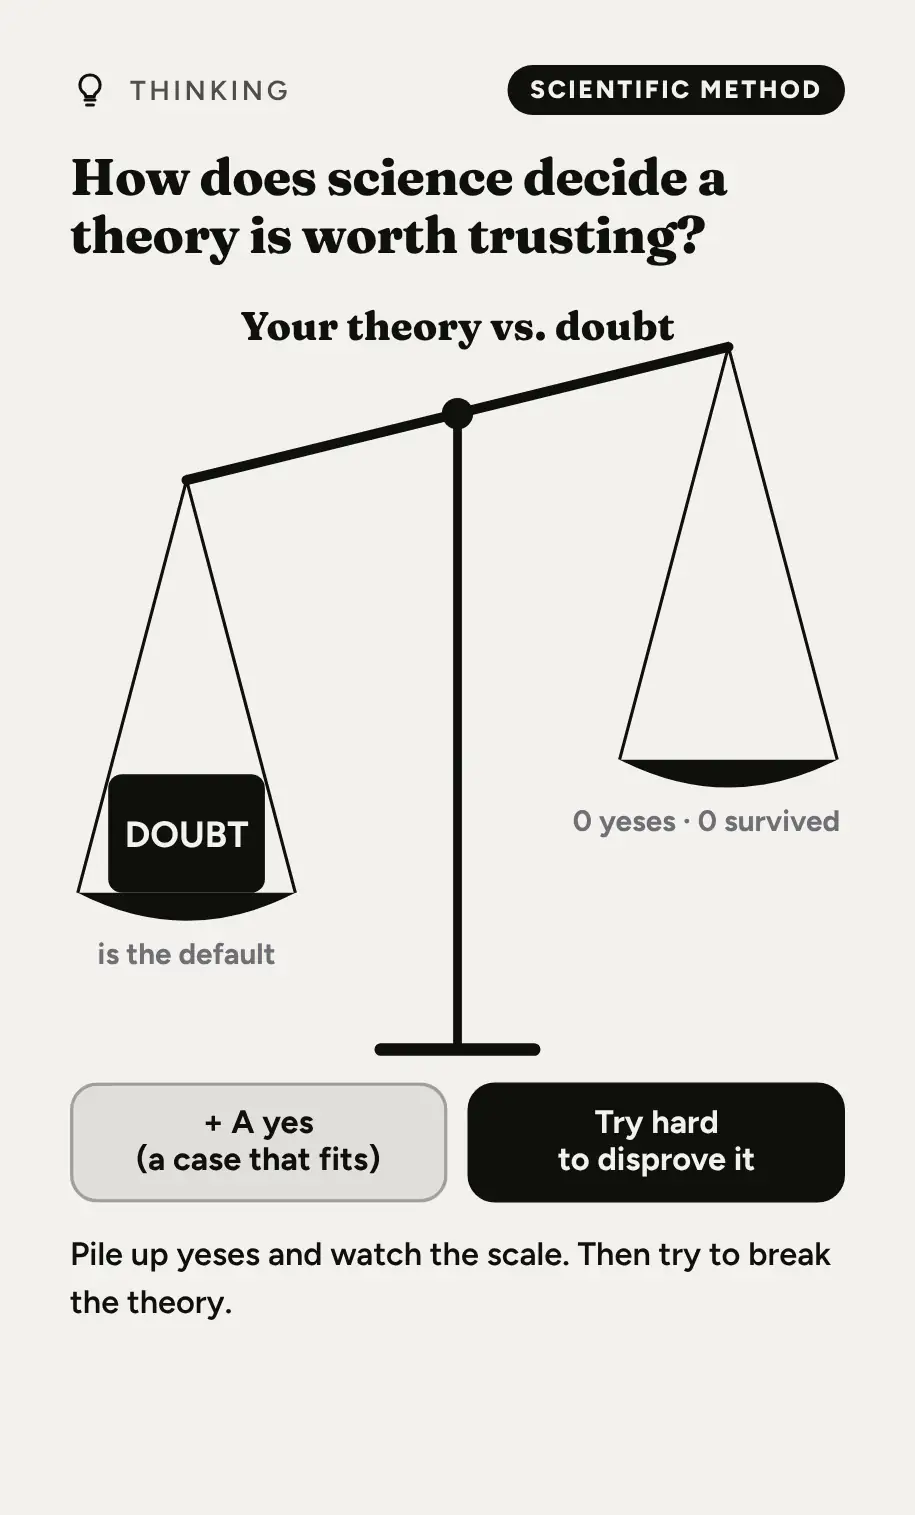 THINKING
SCIENTIFIC METHOD
How does science decide a
theory is worth trusting?
Your theory vs. doubt
DOUBT
0 yeses · 0 survived
is the default
+ A yes
(a case that fits)
Try hard
to disprove it
Pile up yeses and watch the scale. Then try to break
the theory.